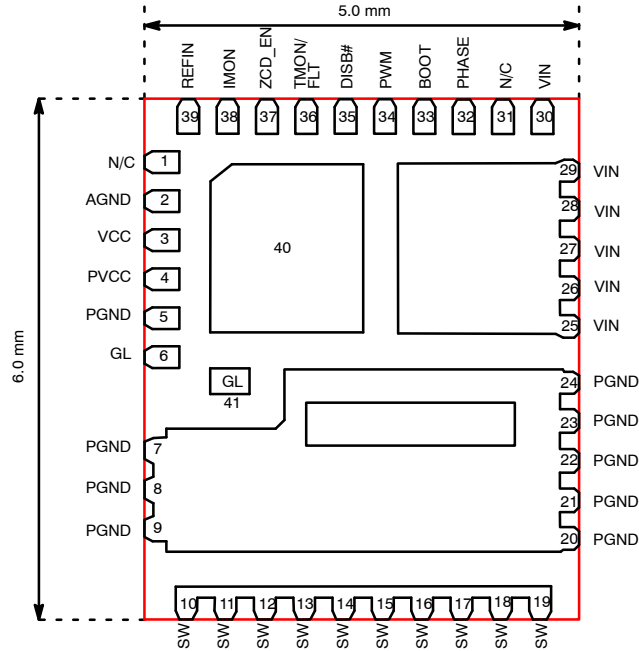 5.0 mm
6.0 mm
REFIN
IMON
ZCD_EN
TMON/
FLT
DISB#
PWM
BOOT
PHASE
N/C
VIN
39
38
37
36
35
34
33
32
31
30
N/C 1
AGND 2
VCC 3
PVCC 4
PGND 5
GL 6
PGND 7
PGND 8
PGND 9
40
GL
41
29 VIN
28 VIN
27 VIN
26 VIN
25 VIN
24 PGND
23 PGND
22 PGND
21 PGND
20 PGND
10
11
12
13
14
15
16
17
18
19
SW
SW
SW
SW
SW
SW
SW
SW
SW
SW